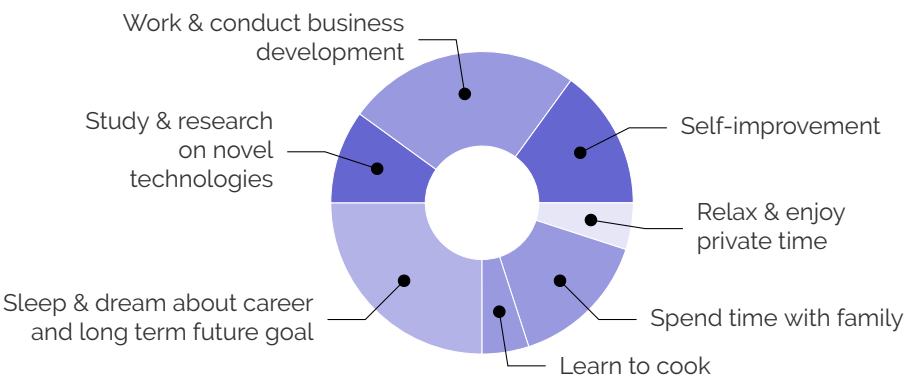 Work & conduct business
development
Study & research
on novel
technologies
Self-improvement
Relax & enjoy
private time
Sleep & dream about career
and long term future goal
Spend time with family
Learn to cook